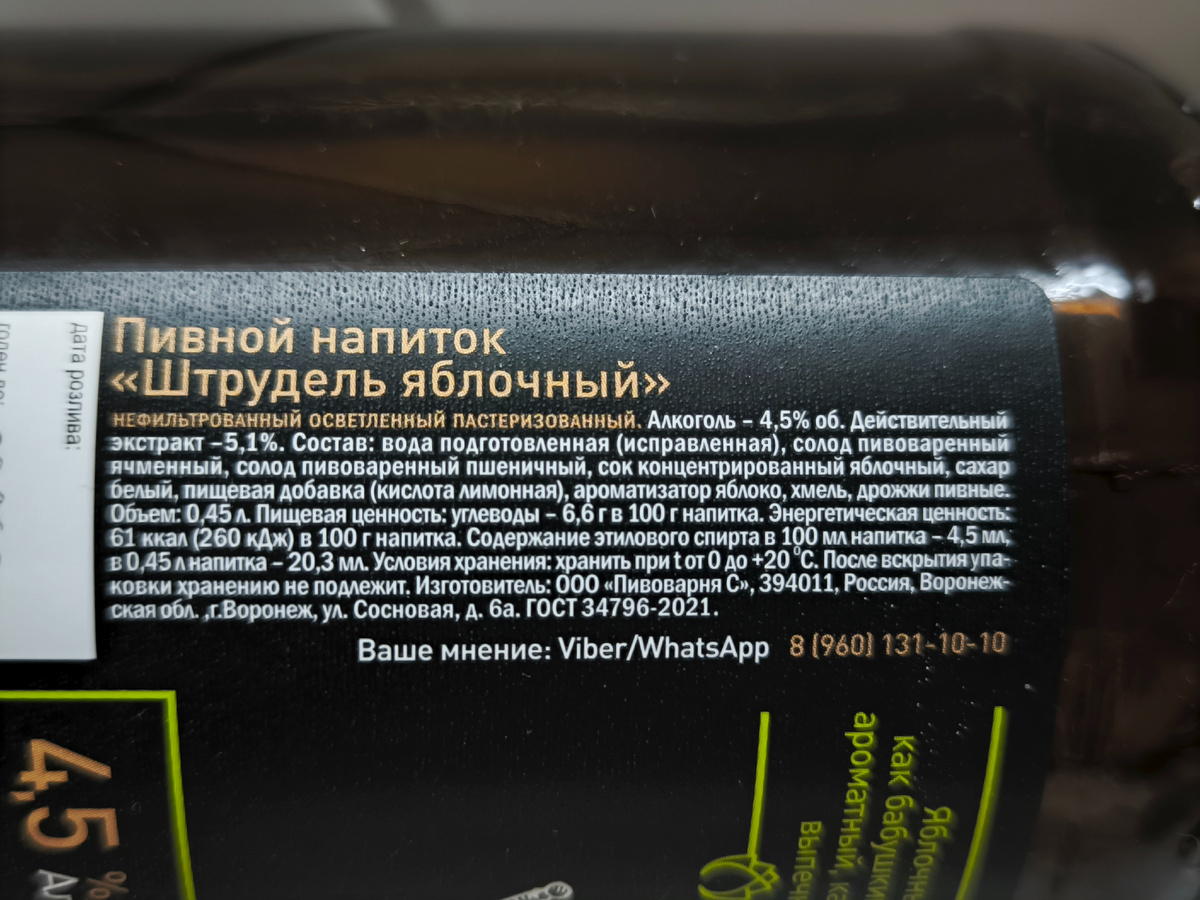 Пивной напиток
«Штрудель яблочный»
НЕФИЛЬТРОВАННЫЙ ОСВЕТЛЕННЫЙ ПАСТЕРИЗОВАННЫЙ. Алкоголь – 4,5% об. Действительный
экстракт –5,1%. Состав: вода подготовленная (исправленная), солод пивоваренный
ячменный, солод пивоваренный пшеничный, сок концентрированный яблочный, сахар
белый, пищевая добавка (кислота лимонная), ароматизатор яблоко, хмель, дрожжи пивные.
Объем: 0,45 л. Пищевая ценность: углеводы – 6,6 г в 100 г напитка. Энергетическая ценность:
61 ккал (260 кДж) в 100 г напитка. Содержание этилового спирта в 100 мл напитка – 4,5 мл,
в 0,45 л напитка – 20,3 мл. Условия хранения: хранить при t от 0 до +20 °С. После вскрытия упа-
ковки хранению не подлежит. Изготовитель: ООО «Пивоварня С», 394011, Россия, Воронеж-
ская обл. ,г.Воронеж, ул. Сосновая, д. 6а. ГОСТ 34796-2021.
Ваше мнение: Viber/WhatsApp 8 (960) 131-10-10
дата розлива:
4,5 %
как бабушки
ароматный,